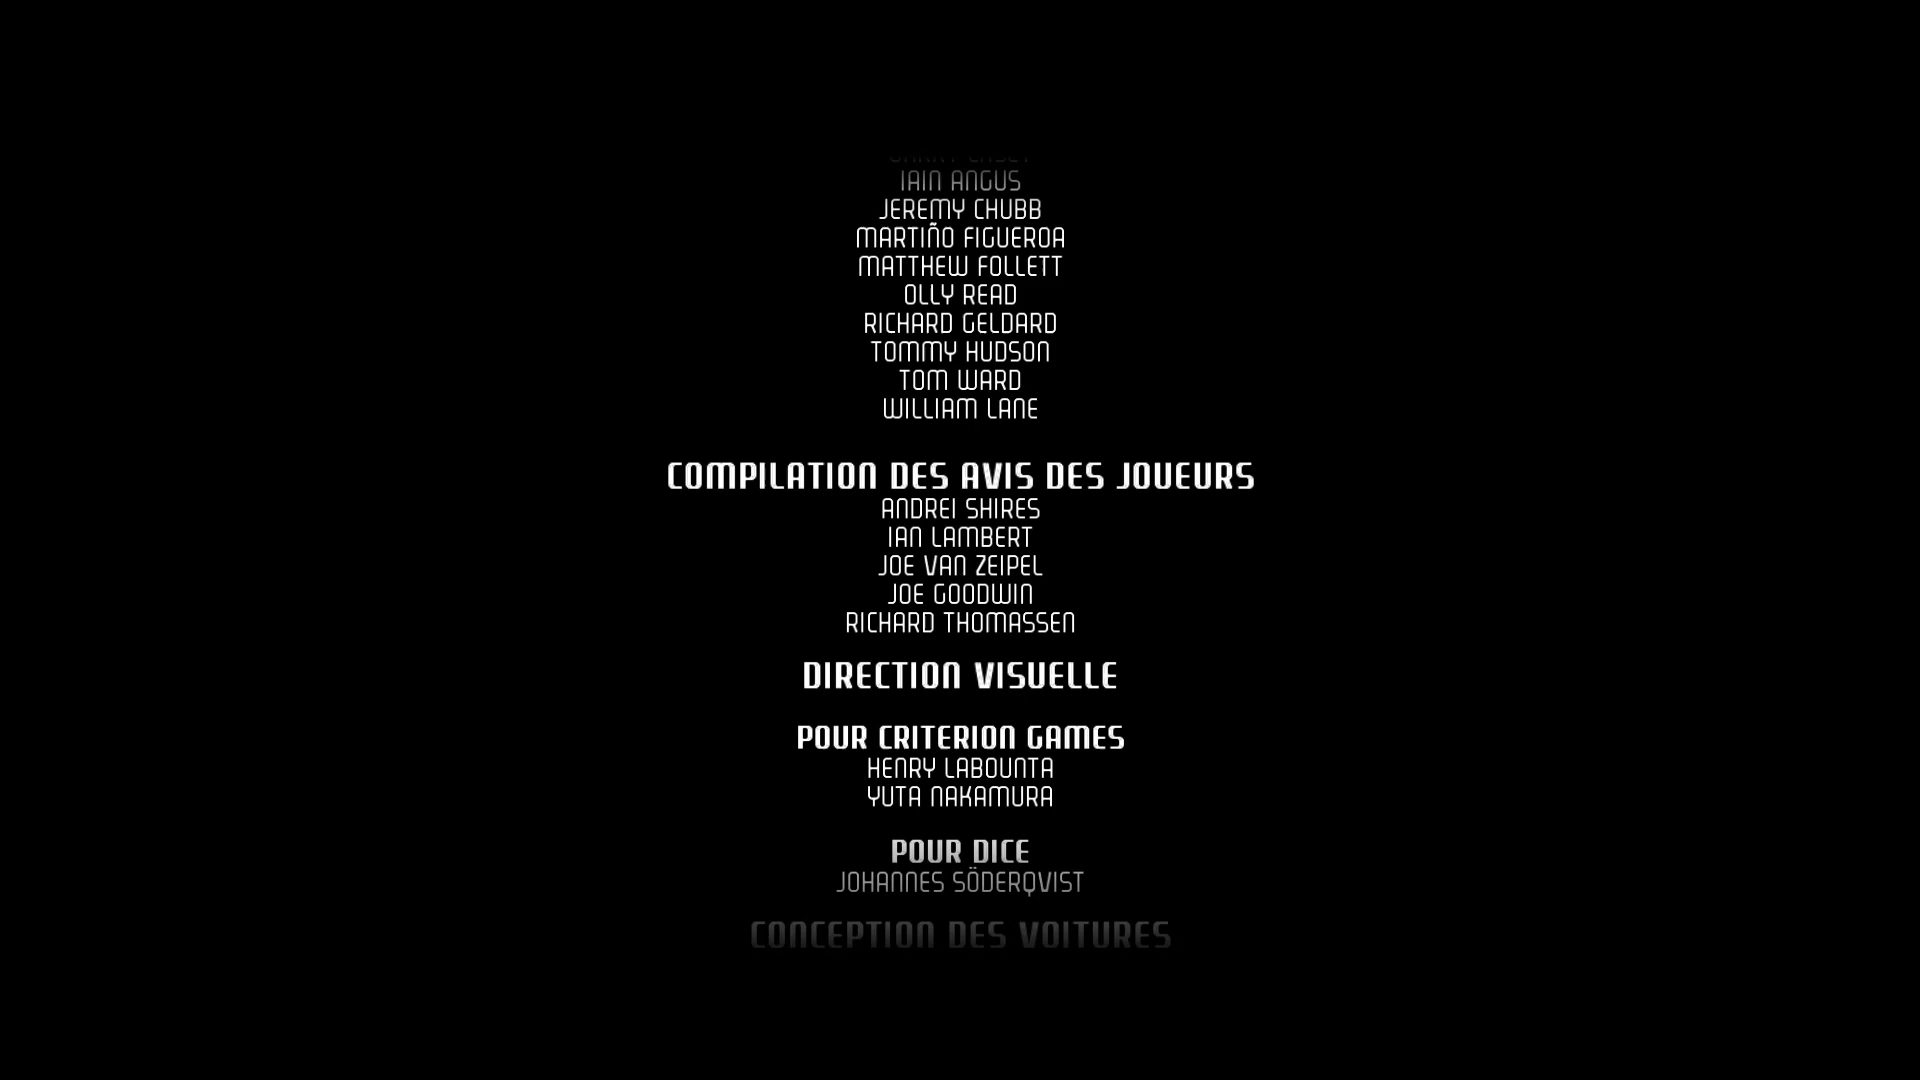 IAIN ANGUS
JEREMY CHUBB
MARTIÑO FIGUEROA
MATTHEW FOLLETT
OLLY READ
RICHARD GELDARD
TOMMY HUDSON
TOM WARD
WILLIAM LANE
COMPILATION DES AVIS DES JOUEURS
ANDREI SHIRES
IAN LAMBERT
JOE VAN ZEIPEL
JOE GOODWIN
RICHARD THOMASSEN
DIRECTION VISUELLE
POUR CRITERION GAMES
HENRY LABOUNTA
YUTA NAKAMURA
POUR DICE
JOHANNES SÖDERQVIST
CONCEPTION DES VOITURES